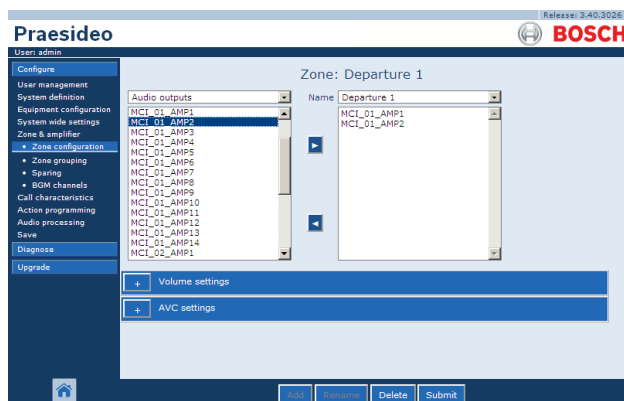 Release: 3.40.3026
Praesideo
BOSCH
User: admin
Configure
User management
System definition
Equipment configuration
System wide settings
Zone & amplifier
• Zone configuration
• Zone grouping
• Sparing
• BGM channels
Call characteristics
Action programming
Audio processing
Save
Diagnose
Upgrade
Zone: Departure 1
Audio outputs
MCI_01_AMP1
MCI_01_AMP2
MCI_01_AMP3
MCI_01_AMP4
MCI_01_AMP5
MCI_01_AMP6
MCI_01_AMP7
MCI_01_AMP8
MCI_01_AMP9
MCI_01_AMP10
MCI_01_AMP11
MCI_01_AMP12
MCI_01_AMP13
MCI_01_AMP14
MCI_02_AMP1
Name Departure 1
MCI_01_AMP1
MCI_01_AMP2
+ Volume settings
+ AVC settings
Add Rename Delete Submit